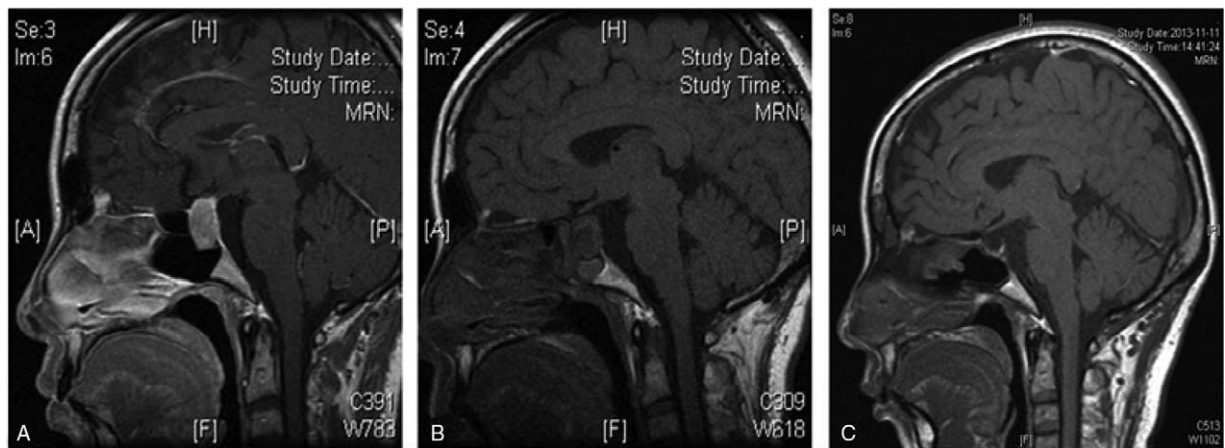 Se:3
Im:6
[H]
Study Date:...
Study Time:...
MRN:
[A]
[P]
C391
W783
[F]
A
Se:4
Im:7
[H]
Study Date:...
Study Time:...
MRN:
[A]
[P]
C309
W618
[F]
B
Se:8
Im:6
[H]
Study Date:2013-11-11
Study Time:14:41:24
MRN:
[A]
[P]
C513
W1102
[F]
C